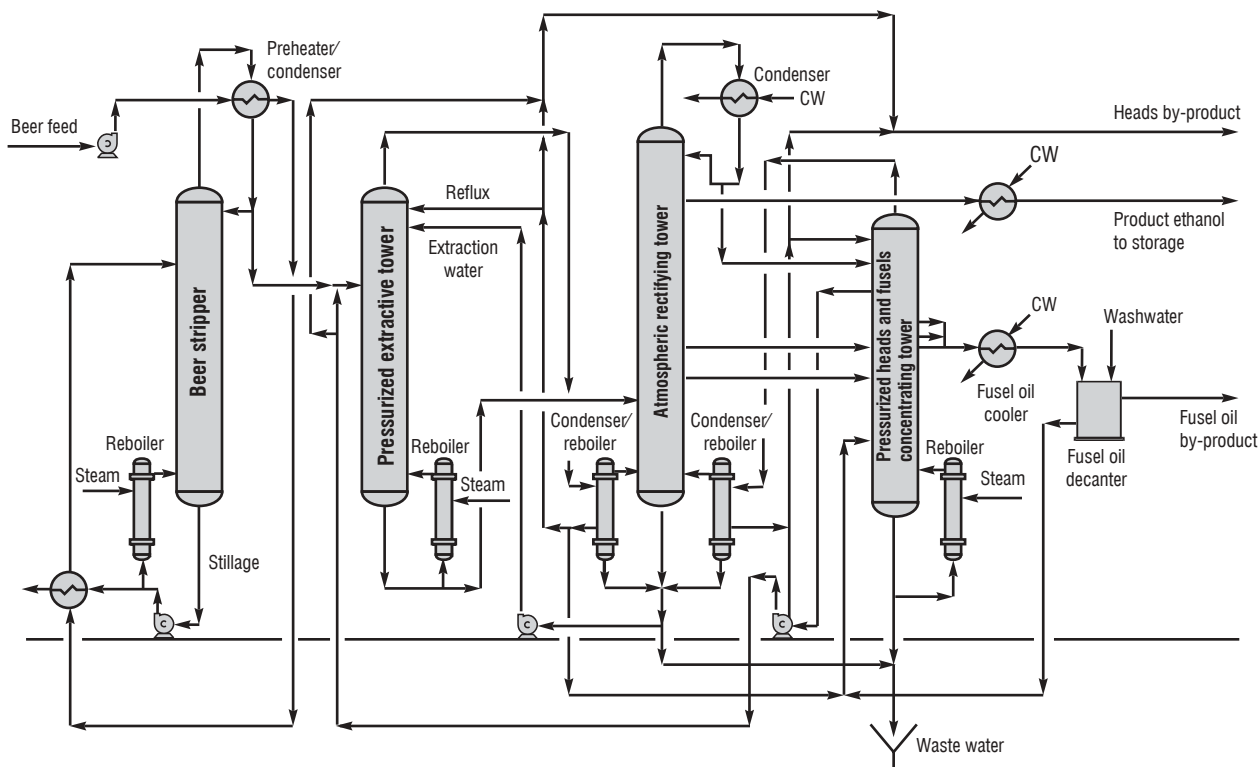 Preheater/
condenser
Beer feed
Condenser
CW
Heads by-product
CW
Reflux
Extraction
water
Product ethanol
to storage
Beer stripper
Pressurized extractive tower
Atmospheric rectifying tower
Pressurized heads and fusels
concentrating tower
CW
Washwater
Fusel oil
cooler
Fusel oil
by-product
Fusel oil
decanter
Reboiler
Steam
Reboiler
Steam
Condenser/
reboiler
Condenser/
reboiler
Reboiler
Steam
Stillage
C
C
C
C
Waste water